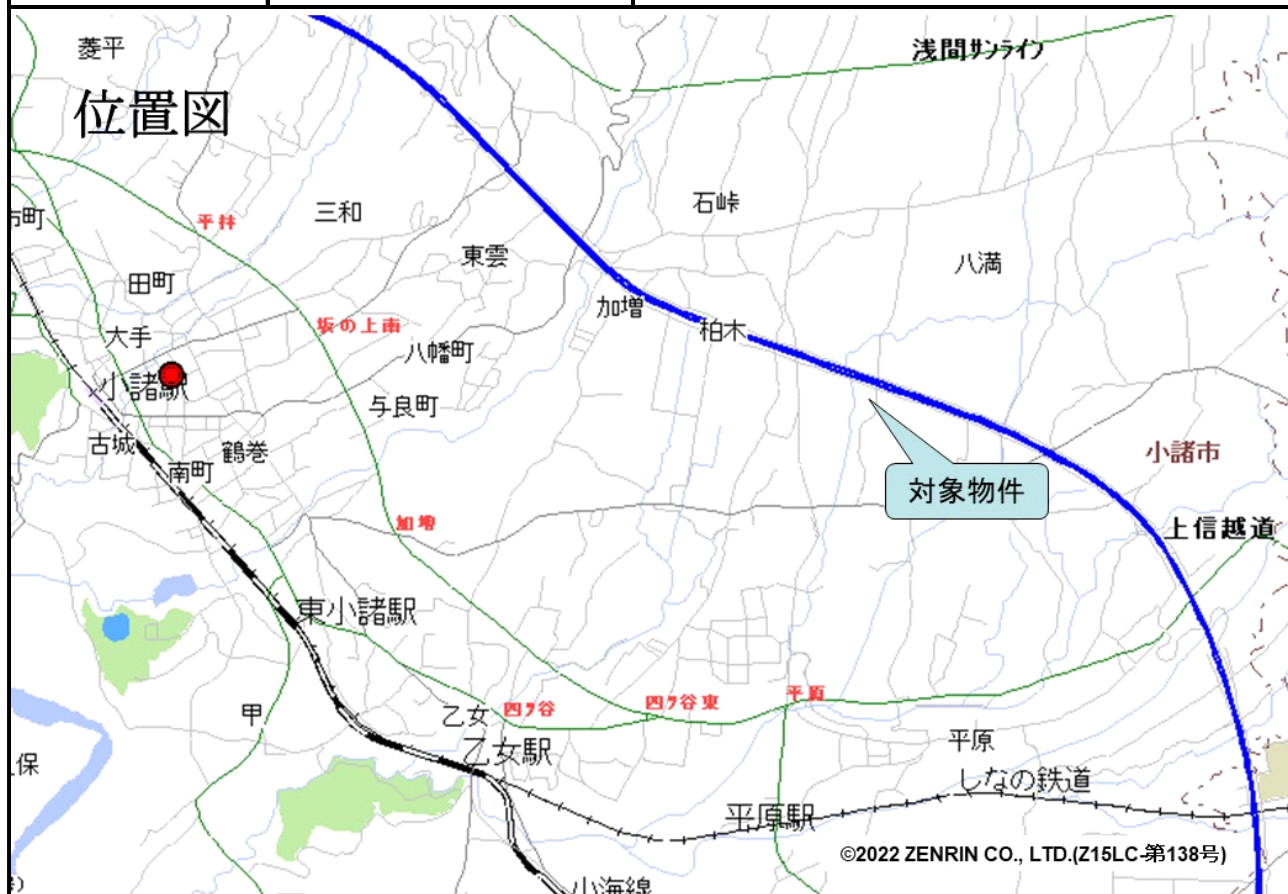 菱平
浅間サンライン
位置図
石峠
三和
市町
平林
東雲
八満
田町
加増
坂の上南
大手
柏木
八幡町
小諸駅
与良町
古城
鶴巻
小諸市
南町
対象物件
加増
上信越道
東小諸駅
平原
四ツ谷東
四ツ谷
甲
乙女
平原
乙女駅
保
しなの鉄道
平原駅
©2022 ZENRIN CO., LTD.(Z15LC-第138号)
小海線